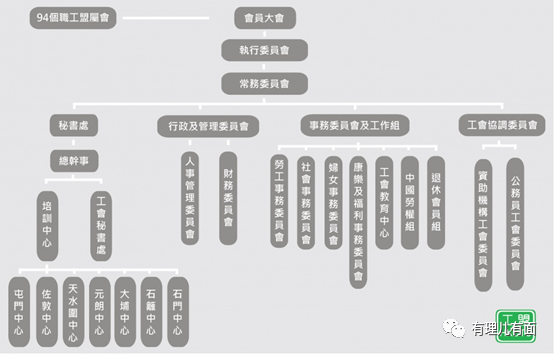 94個職工盟屬會
會員大會
執行委員會
常務委員會
秘書處
行政及管理委員會
事務委員會及工作組
工會協調委員會
總幹事
人事管理委員會
財務委員會
勞工事務委員會
社會事務委員會
婦女事務委員會
康樂及福利事務委員會
工會教育中心
中國勞權組
退休會員組
資助機構工會委員會
公務員工會委員會
培訓中心
工會秘書處
屯門中心
佐敦中心
天水圍中心
元朗中心
大埔中心
石籬中心
石門中心
工盟
有理儿有面